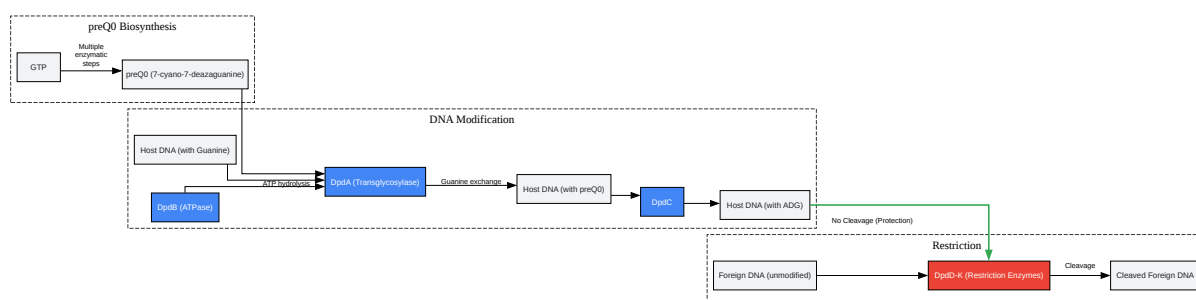 preQ0 Biosynthesis
GTP
Multiple
enzymatic
steps
preQ0 (7-cyano-7-deazaguanine)
DNA Modification
Host DNA (with Guanine)
ATP hydrolysis
DpdB (ATPase)
DpdA (Transglycosylase)
Guanine exchange
Host DNA (with preQ0)
DpdC
Host DNA (with ADG)
No Cleavage (Protection)
Restriction
Foreign DNA (unmodified)
DpdD-K (Restriction Enzymes)
Cleavage
Cleaved Foreign DNA